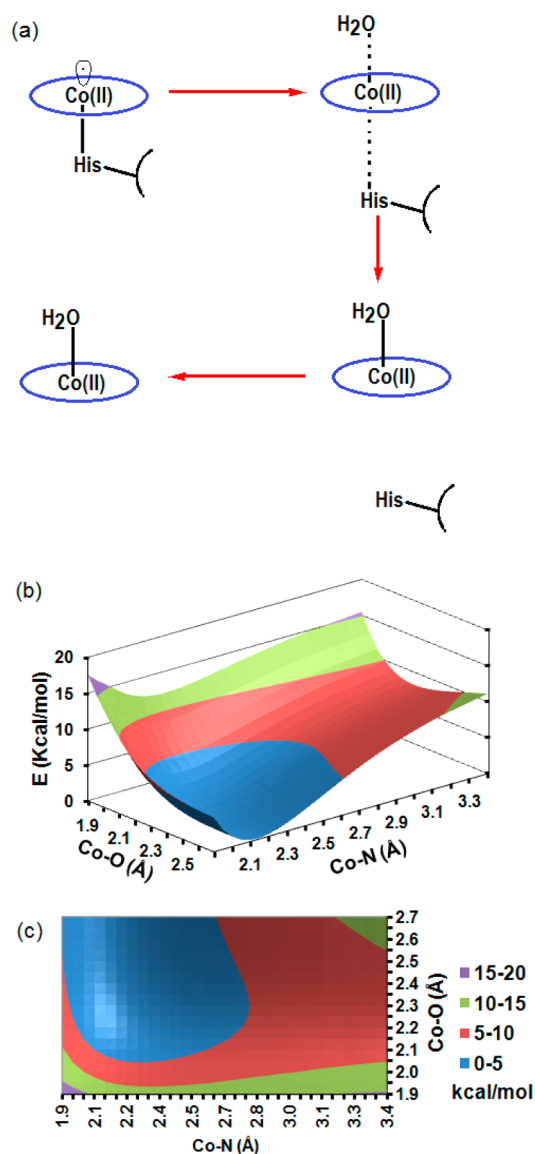 (a)
H2O
Co(II)
Co(II)
His
His
H2O
H2O
Co(II)
Co(II)
His
(b)
20
15
10
5
0
E (Kcal/mol)
1.9
2.1
2.3
2.5
Co-O (Å)
2.1
2.3
2.5
2.7
2.9
3.1
3.3
Co-N (Å)
(c)
2.7
2.6
2.5
2.4
2.3
2.2
2.1
2.0
1.9
Co-O (Å)
1.9
2.1
2.2
2.4
2.5
2.7
2.8
3.0
3.1
3.3
3.4
Co-N (Å)
15-20
10-15
5-10
0-5
kcal/mol